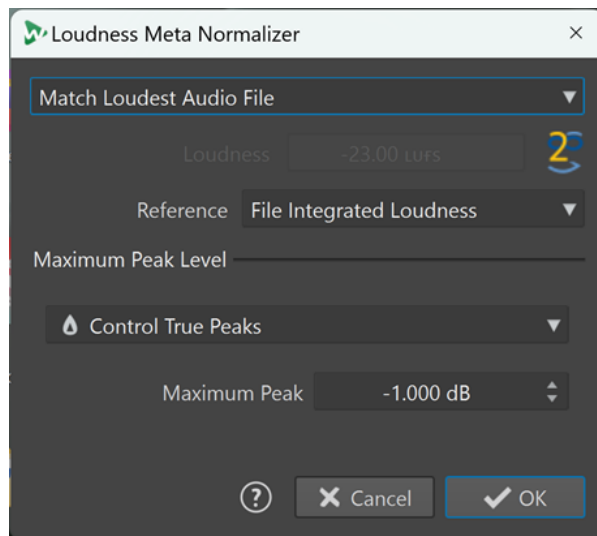 Loudness Meta Normalizer
Match Loudest Audio File
Loudness -23.00 LUFS
Reference File Integrated Loudness
Maximum Peak Level
Control True Peaks
Maximum Peak -1.000 dB
? Cancel OK